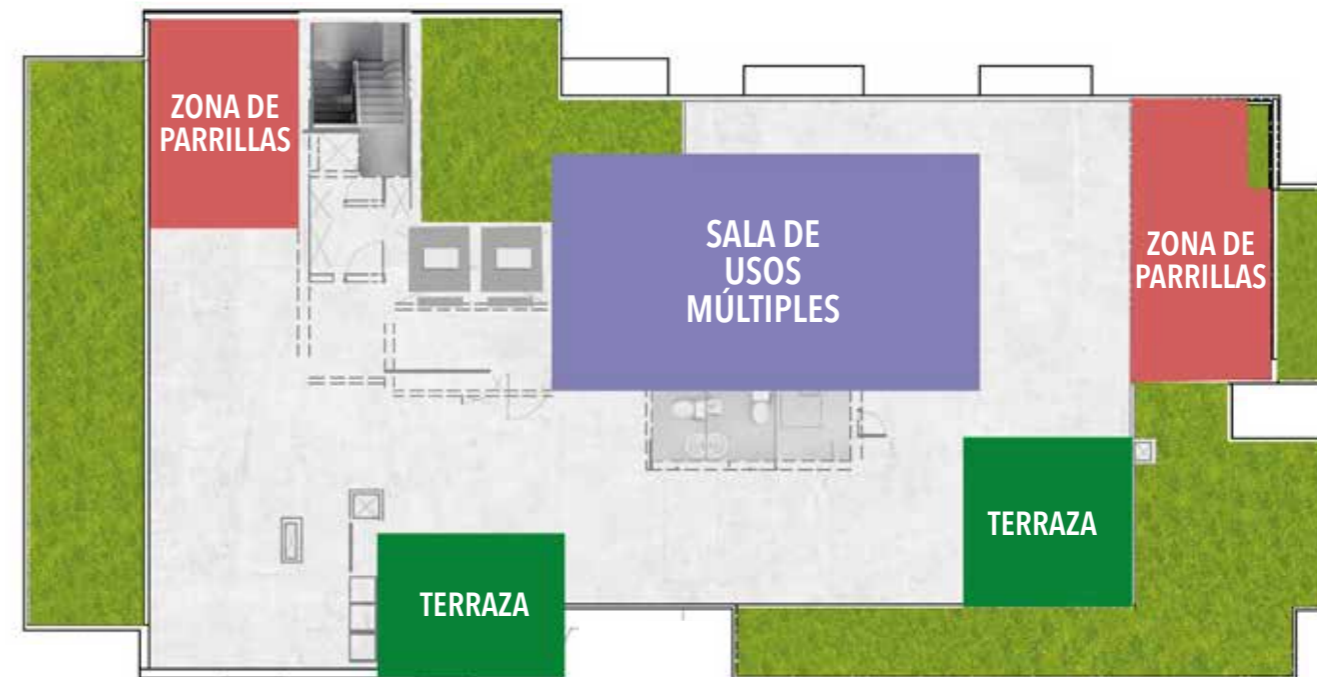 ZONA DE
PARRILLAS
SALA DE
USOS
MÚLTIPLES
ZONA DE
PARRILLAS
TERRAZA
TERRAZA